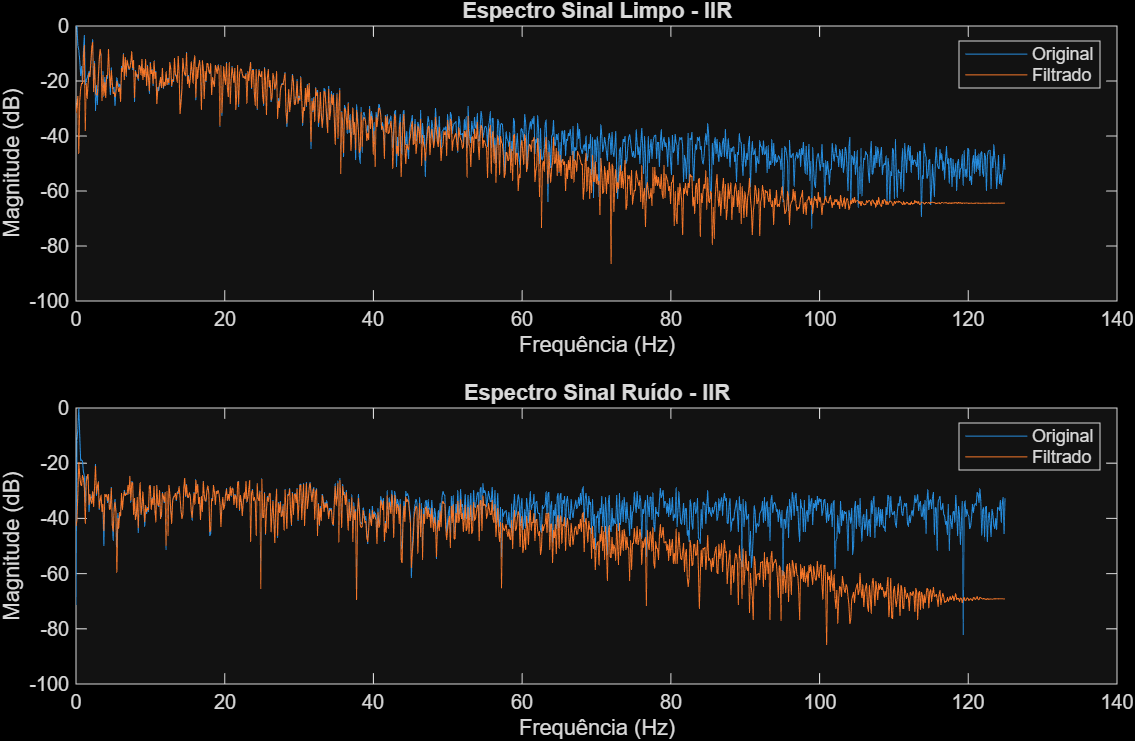 Espectro Sinal Limpo - IIR
0
-20
-40
-60
-80
-100
Magnitude (dB)
Original
Filtrado
0 20 40 60 80 100 120 140
Frequência (Hz)
Espectro Sinal Ruído - IIR
0
-20
-40
-60
-80
-100
Magnitude (dB)
Original
Filtrado
0 20 40 60 80 100 120 140
Frequência (Hz)